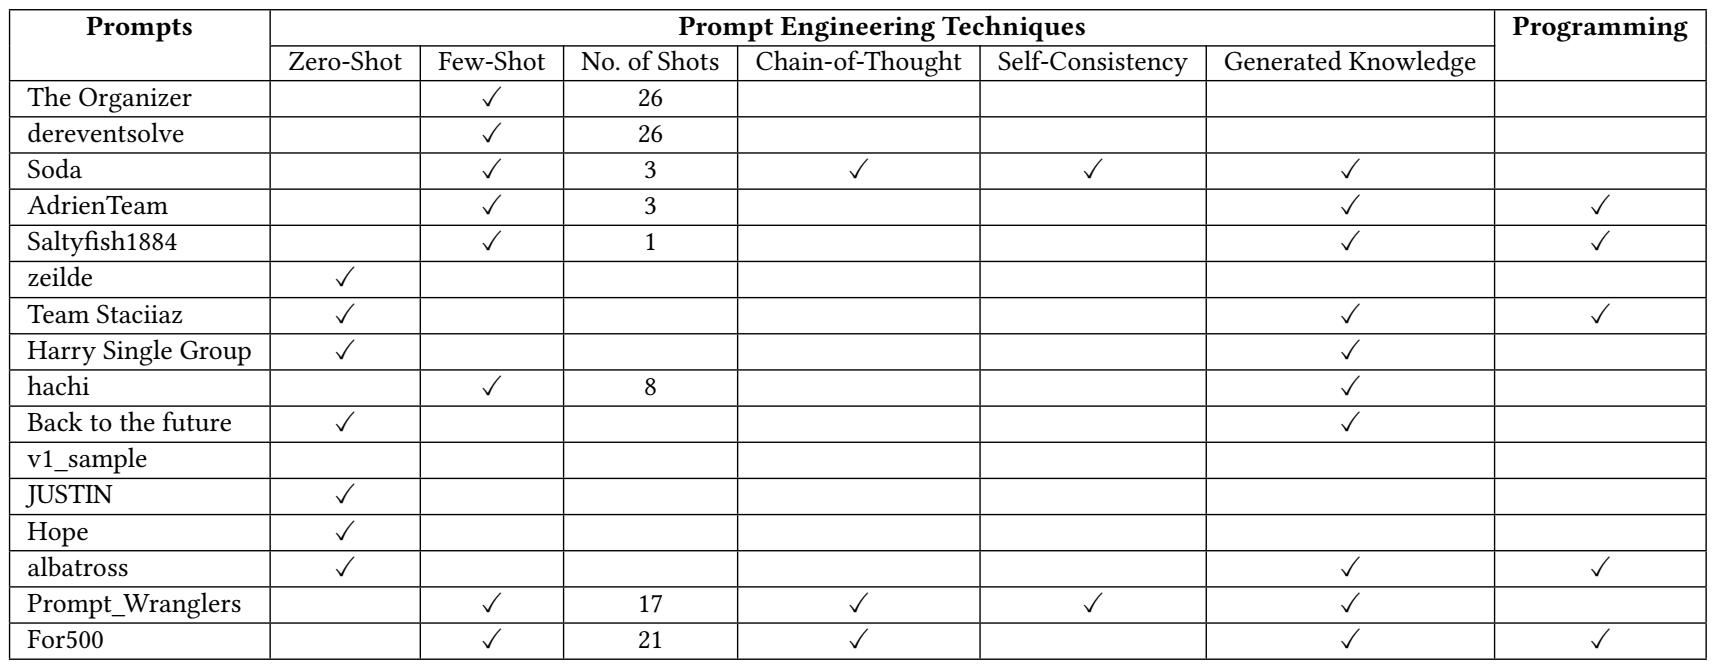 Prompts Prompt Engineering Techniques Programming
Zero-Shot Few-Shot No. of Shots Chain-of-Thought Self-Consistency Generated Knowledge
The Organizer ✓ 26
dereventsolve ✓ 26
Soda ✓ 3 ✓ ✓ ✓
AdrienTeam ✓ 3 ✓ ✓
Saltyfish1884 ✓ 1 ✓ ✓
zeilde ✓
Team Staciiaz ✓ ✓ ✓
Harry Single Group ✓ ✓
hachi ✓ 8 ✓
Back to the future ✓ ✓
v1_sample
JUSTIN ✓
Hope ✓
albatross ✓ ✓ ✓
Prompt_Wranglers ✓ 17 ✓ ✓ ✓
For500 ✓ 21 ✓ ✓ ✓